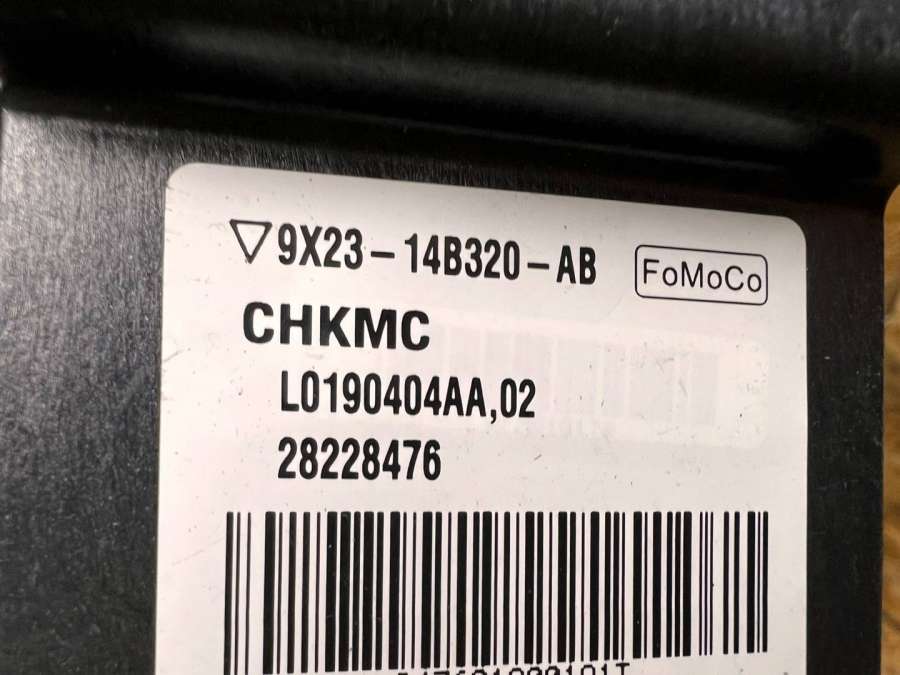 ▽9X23-14B320-AB FoMoCo
CHKMC
L0190404AA,02
28228476